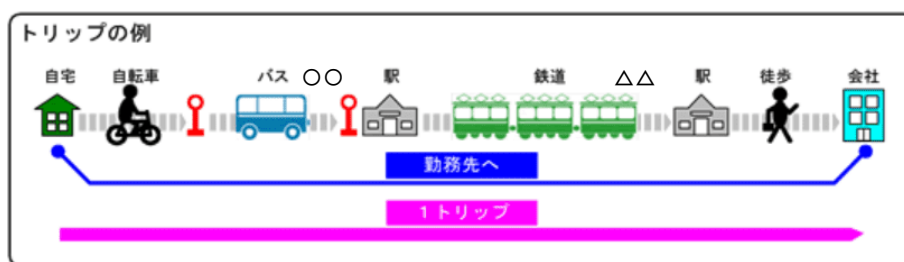 トリップの例
自宅 自転車 バス 〇〇 駅 鉄道 △△ 駅 徒歩 会社
勤務先へ
1トリップ